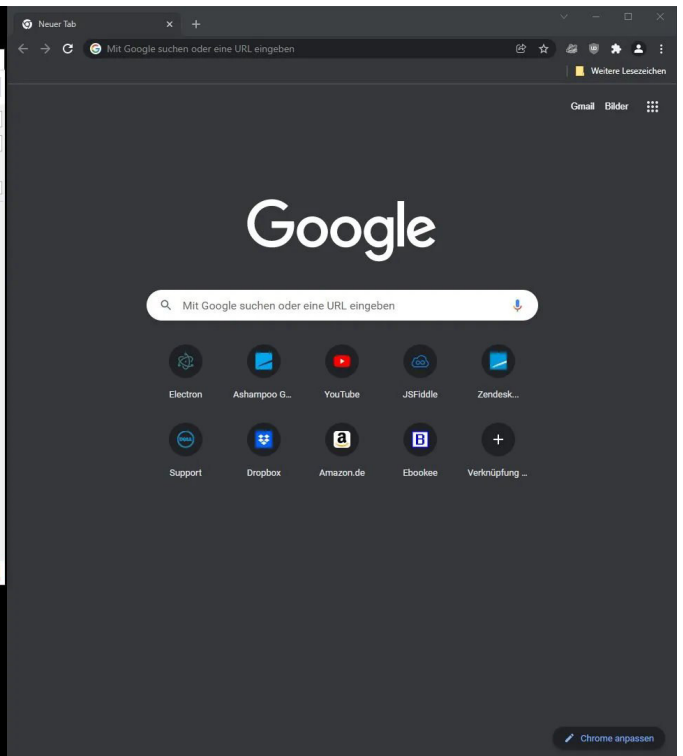 Neuer Tab
Mit Google suchen oder eine URL eingeben
Weitere Lesezeichen
Gmail Bilder
Google
Mit Google suchen oder eine URL eingeben
Electron Ashampoo G... YouTube JSFiddle Zendesk...
DELL a B
Support Dropbox Amazon.de Ebookee Verknüpfung ...
Chrome anpassen